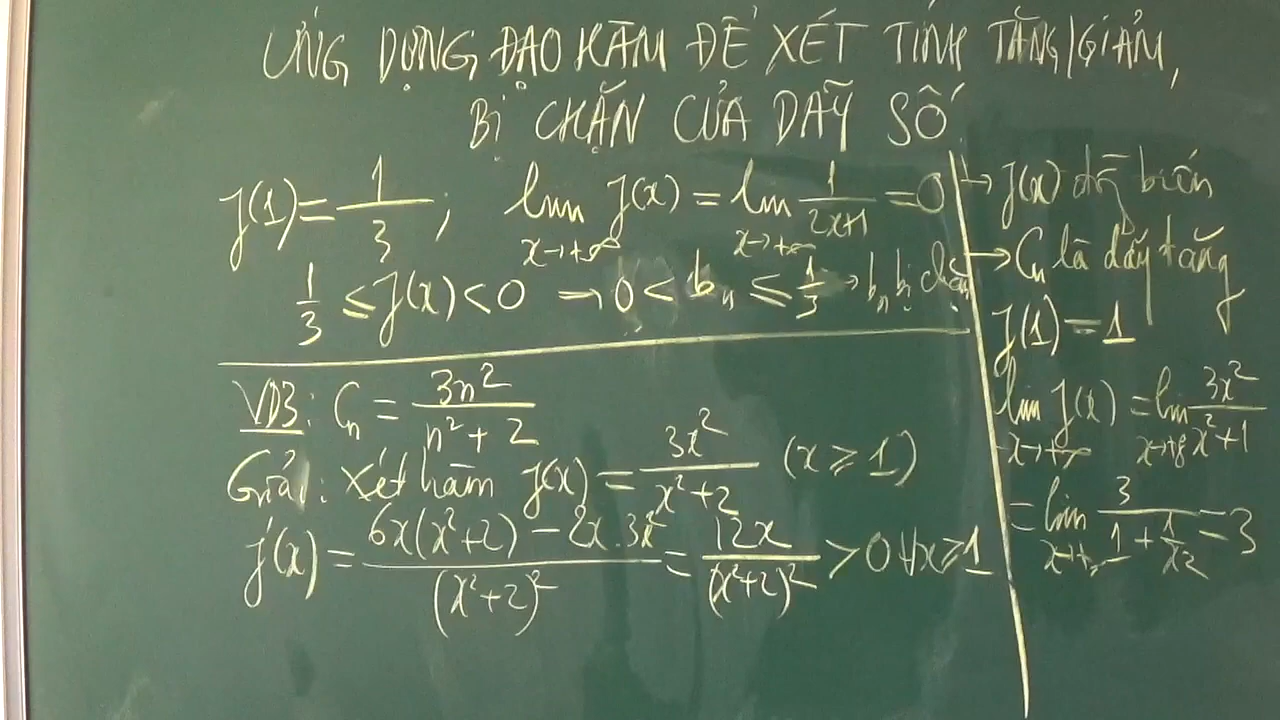 ỨNG DỤNG ĐẠO HÀM ĐỂ XÉT TÍNH TĂNG/GIẢM,
BỊ CHẶN CỦA DÃY SỐ
f(1) = 1/3 ; lim x→+∞ f(x) = lim x→+∞ 1/(2x+1) = 0
1/3 ≤ f(x) < 0 → 0 < bₙ ≤ 1/3 → bₙ bị chặn
VD3: Cₙ = 3n²/(n² + 2)
Giải: Xét hàm f(x) = 3x²/(x²+2) (x ≥ 1)
f'(x) = (6x(x²+2) − 2x.3x²)/(x²+2)² = 12x/(x²+2)² > 0 ∀x ≥ 1
→ f(x) đồng biến
→ Cₙ là dãy tăng
f(1) = 1
lim x→+∞ f(x) = lim x→+∞ 3x²/(x²+1)
= lim x→+∞ 3/(1 + 1/x²) = 3